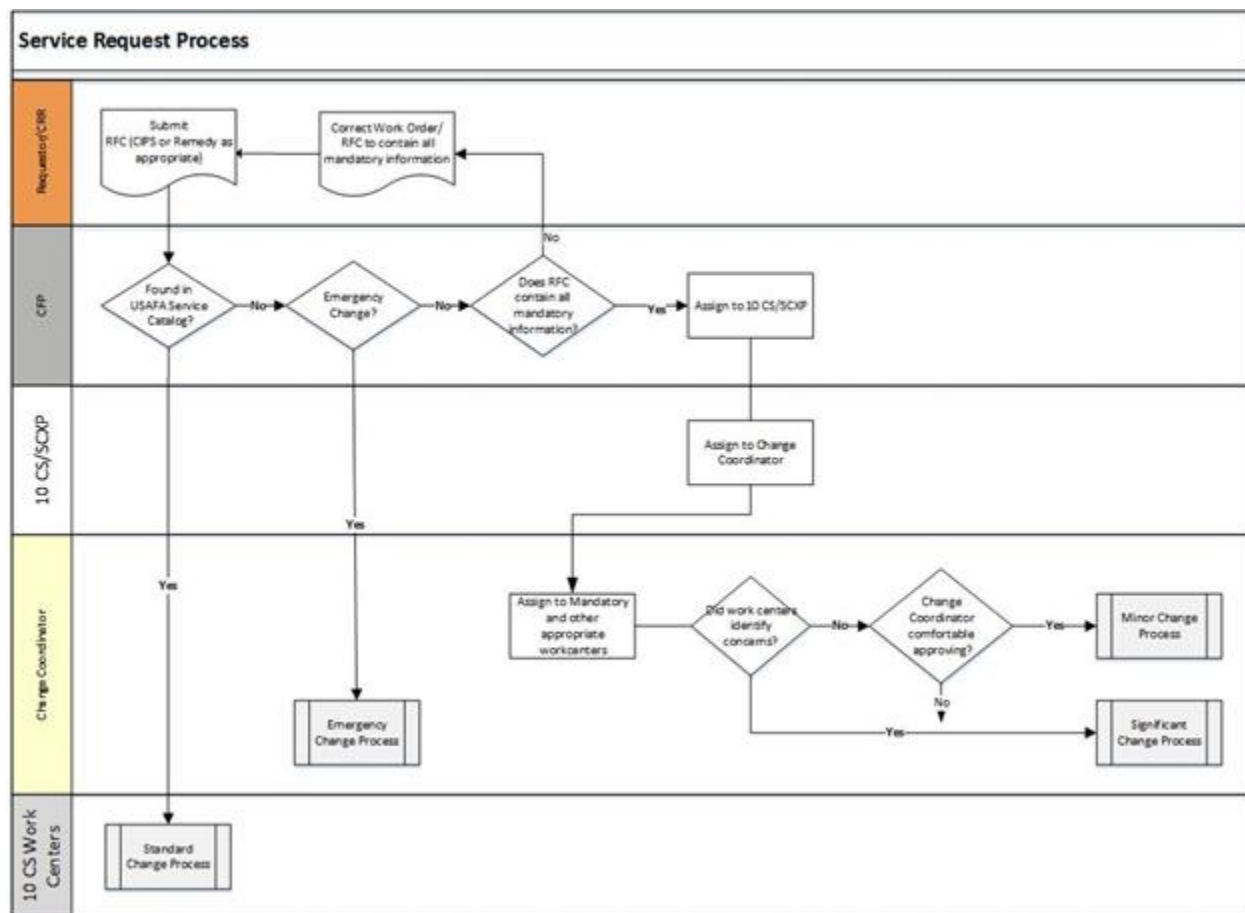 Service Request Process
Requestor/CRR
Submit
RFC (CIPS or Remedy as
appropriate)
Correct Work Order/
RFC to contain all
mandatory information
CFP
Found in
USAFA Service
Catalog?
No
Emergency
Change?
No
Does RFC
contain all
mandatory
information?
No
Yes
Assign to 10 CS/SCXP
10 CS/SCXP
Assign to Change
Coordinator
Yes
Yes
Change Coordinator
Assign to Mandatory
and other
appropriate
workcenters
Did work centers
identify
concerns?
No
Change
Coordinator
comfortable
approving?
Yes
Minor Change
Process
No
Yes
Significant
Change Process
Emergency
Change Process
10 CS Work
Centers
Standard
Change Process